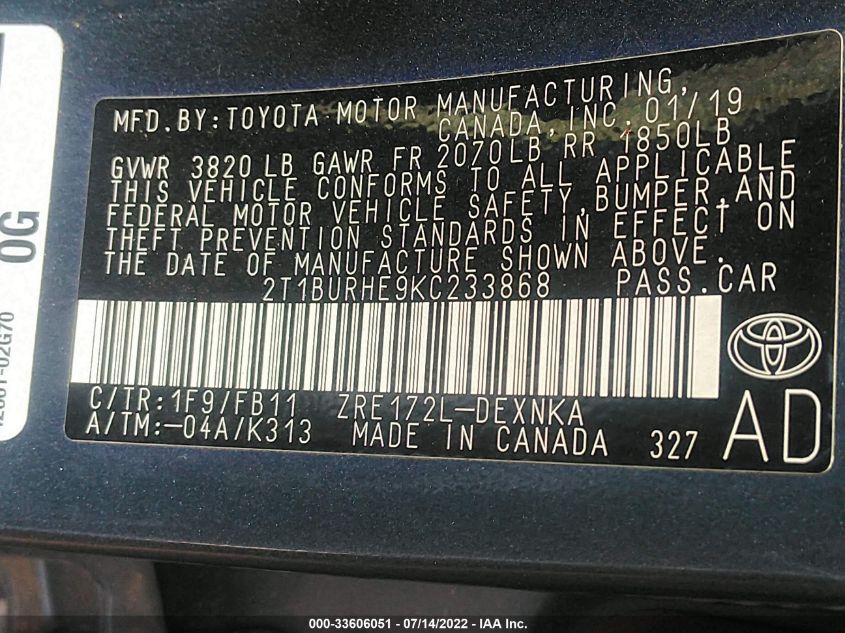 MFD.BY:TOYOTA MOTOR MANUFACTURING,
CANADA,INC.01/19
GVWR 3820 LB GAWR FR 2070LB RR 1850LB
THIS VEHICLE CONFORMS TO ALL APPLICABLE
FEDERAL MOTOR VEHICLE SAFETY,BUMPER,AND
THEFT PREVENTION STANDARDS IN EFFECT ON
THE DATE OF MANUFACTURE SHOWN ABOVE.
2T1BURHE9KC233868 PASS.CAR
C/TR:1F9/FB11 ZRE172L-DEXNKA
A/TM:-04A/K313 MADE IN CANADA 327 AD
0G
-02G70
000-33606051 - 07/14/2022 - IAA Inc.